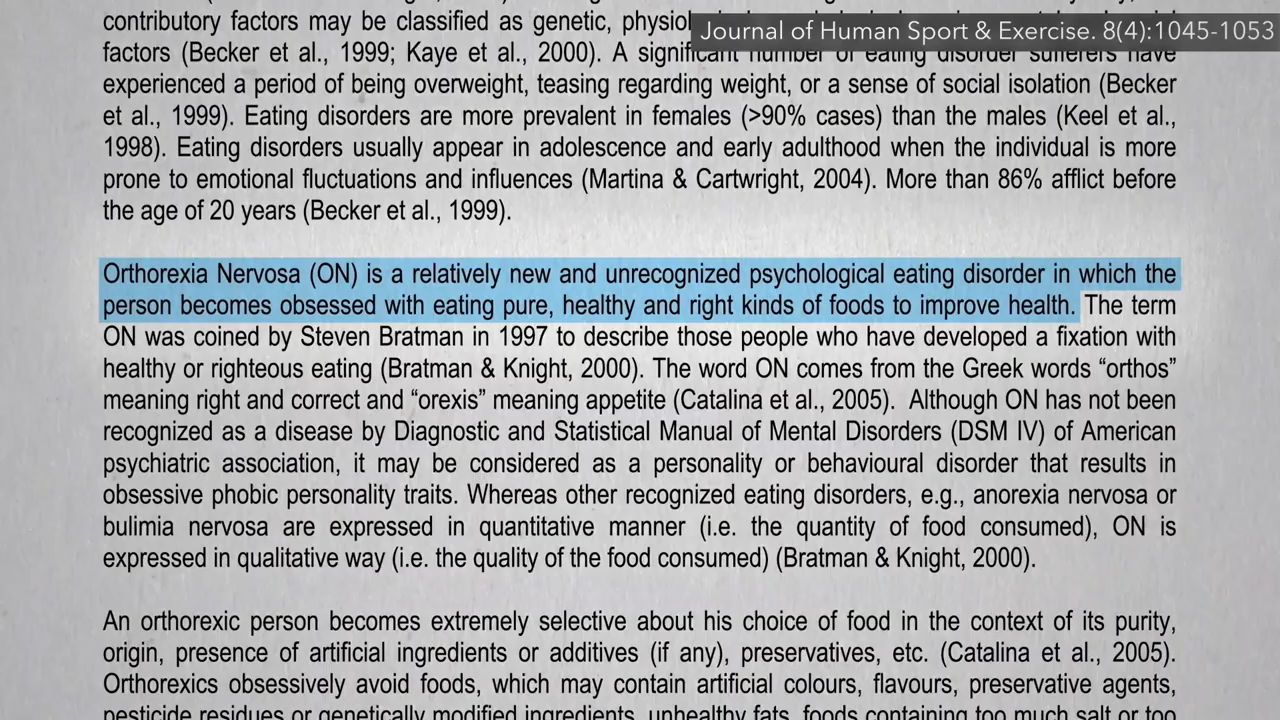 contributory factors may be classified as genetic,
Journal of Human Sport & Exercise. 8(4):1045-1053
factors (Becker et al., 1999; Kaye et al., 2000). A significant number of eating disorder sufferers have
experienced a period of being overweight, teasing regarding weight, or a sense of social isolation (Becker
et al., 1999). Eating disorders are more prevalent in females (>90% cases) than the males (Keel et al.,
1998). Eating disorders usually appear in adolescence and early adulthood when the individual is more
prone to emotional fluctuations and influences (Martina & Cartwright, 2004). More than 86% afflict before
the age of 20 years (Becker et al., 1999).
Orthorexia Nervosa (ON) is a relatively new and unrecognized psychological eating disorder in which the
person becomes obsessed with eating pure, healthy and right kinds of foods to improve health. The term
ON was coined by Steven Bratman in 1997 to describe those people who have developed a fixation with
healthy or righteous eating (Bratman & Knight, 2000). The word ON comes from the Greek words “orthos”
meaning right and correct and “orexis” meaning appetite (Catalina et al., 2005). Although ON has not been
recognized as a disease by Diagnostic and Statistical Manual of Mental Disorders (DSM IV) of American
psychiatric association, it may be considered as a personality or behavioural disorder that results in
obsessive phobic personality traits. Whereas other recognized eating disorders, e.g., anorexia nervosa or
bulimia nervosa are expressed in quantitative manner (i.e. the quantity of food consumed), ON is
expressed in qualitative way (i.e. the quality of the food consumed) (Bratman & Knight, 2000).
An orthorexic person becomes extremely selective about his choice of food in the context of its purity,
origin, presence of artificial ingredients or additives (if any), preservatives, etc. (Catalina et al., 2005).
Orthorexics obsessively avoid foods, which may contain artificial colours, flavours, preservative agents,
pesticide residues or genetically modified ingredients, unhealthy fats, foods containing too much salt or too